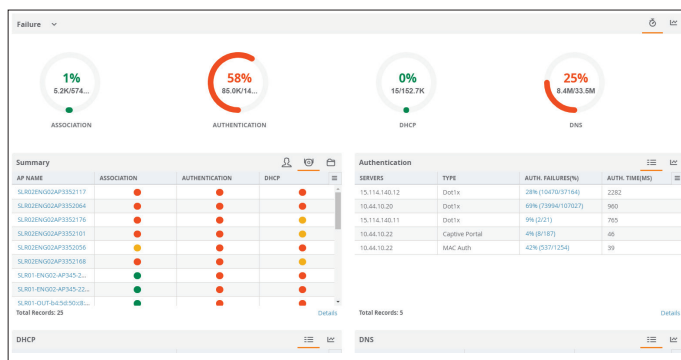 Failure
1%
5.2K/574...
ASSOCIATION
58%
85.0K/14...
AUTHENTICATION
0%
15/152.7K
DHCP
25%
8.4M/33.5M
DNS
Summary
AP NAME ASSOCIATION AUTHENTICATION DHCP
SLR02ENG02AP3352117
SLR02ENG02AP3352064
SLR02ENG02AP3352176
SLR02ENG02AP3352101
SLR02ENG02AP3352056
SLR02ENG02AP3352168
SLR01-ENG02-AP345-2...
SLR01-ENG02-AP345-22...
SLR01-OUT-b4:5d:50:c8:...
Total Records: 25 Details
Authentication
SERVERS TYPE AUTH. FAILURES(%) AUTH. TIME(MS)
15.114.140.12 Dot1x 28% (10470/37164) 2282
10.44.10.20 Dot1x 69% (73994/107027) 960
15.114.140.11 Dot1x 9% (2/21) 765
10.44.10.22 Captive Portal 4% (8/187) 46
10.44.10.22 MAC Auth 42% (537/1254) 39
Total Records: 5 Details
DHCP
DNS